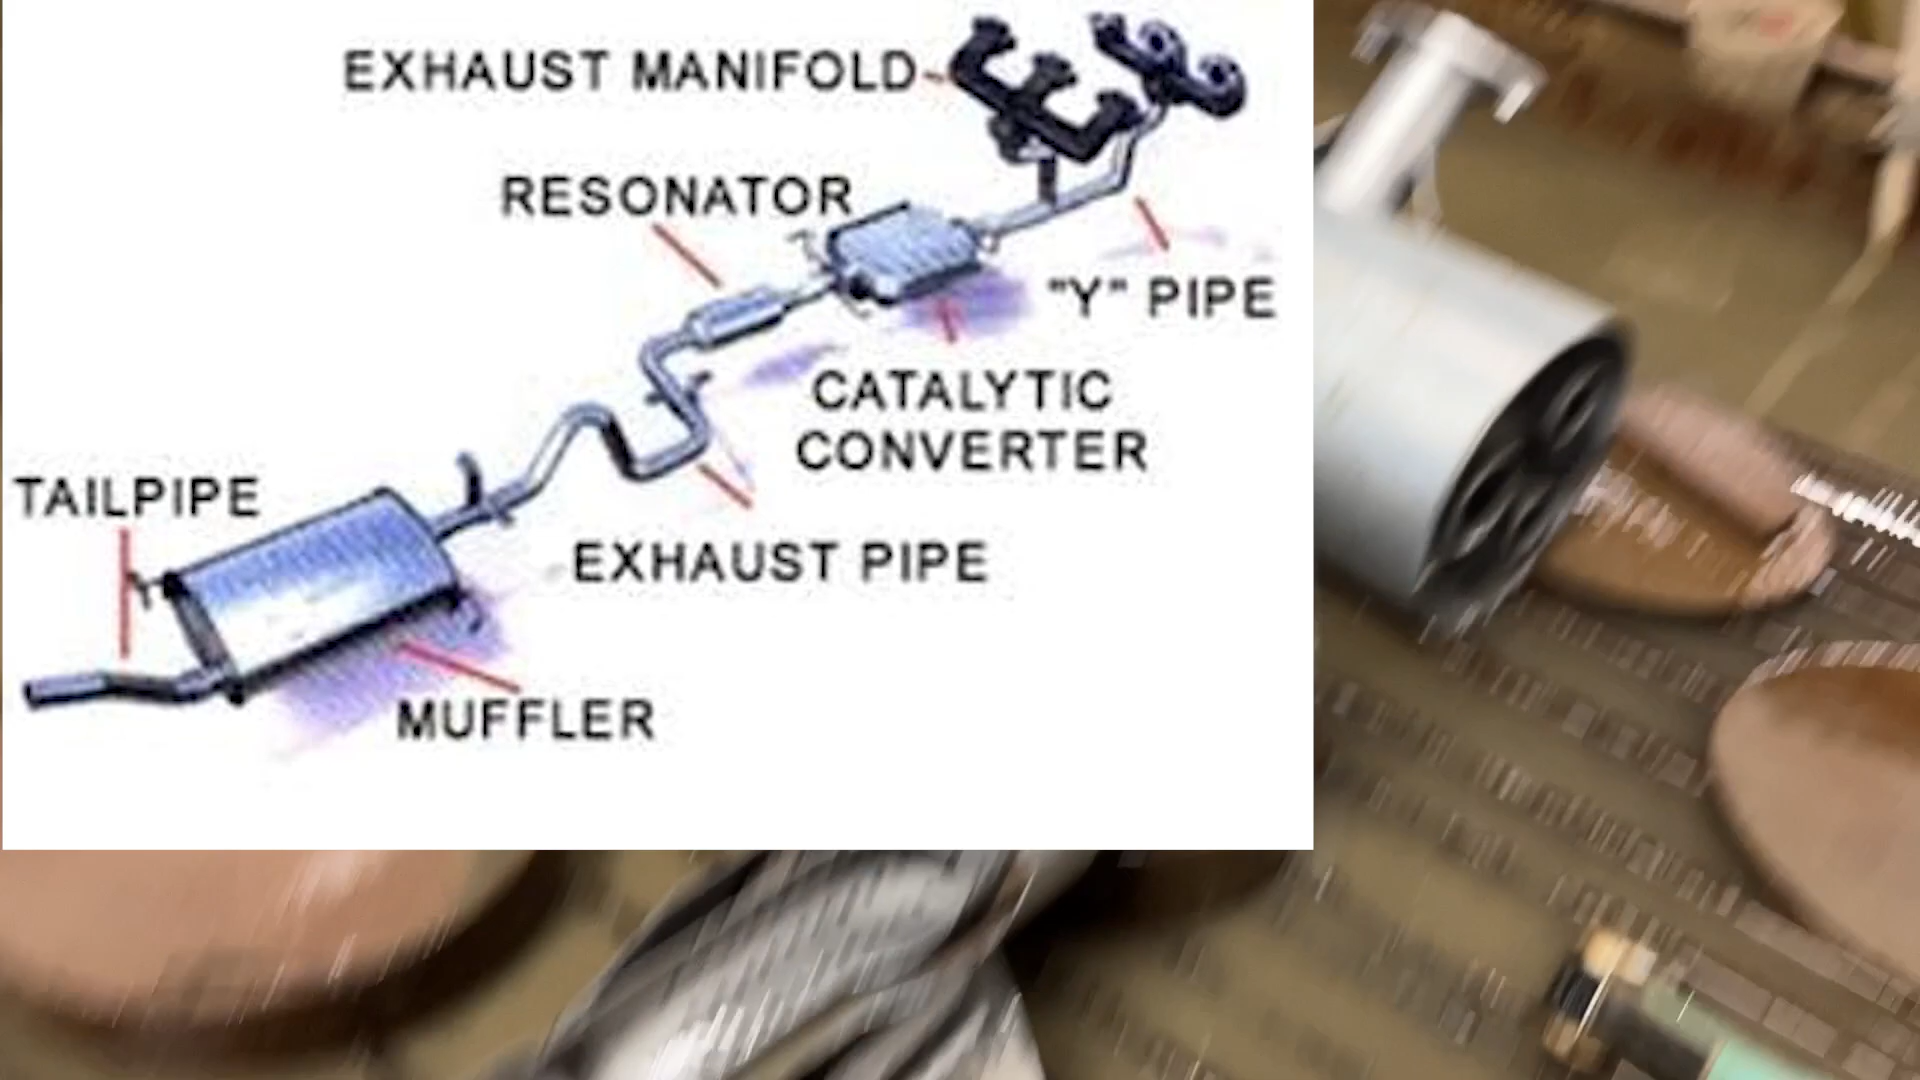 EXHAUST MANIFOLD
RESONATOR
"Y" PIPE
CATALYTIC
CONVERTER
TAILPIPE
EXHAUST PIPE
MUFFLER